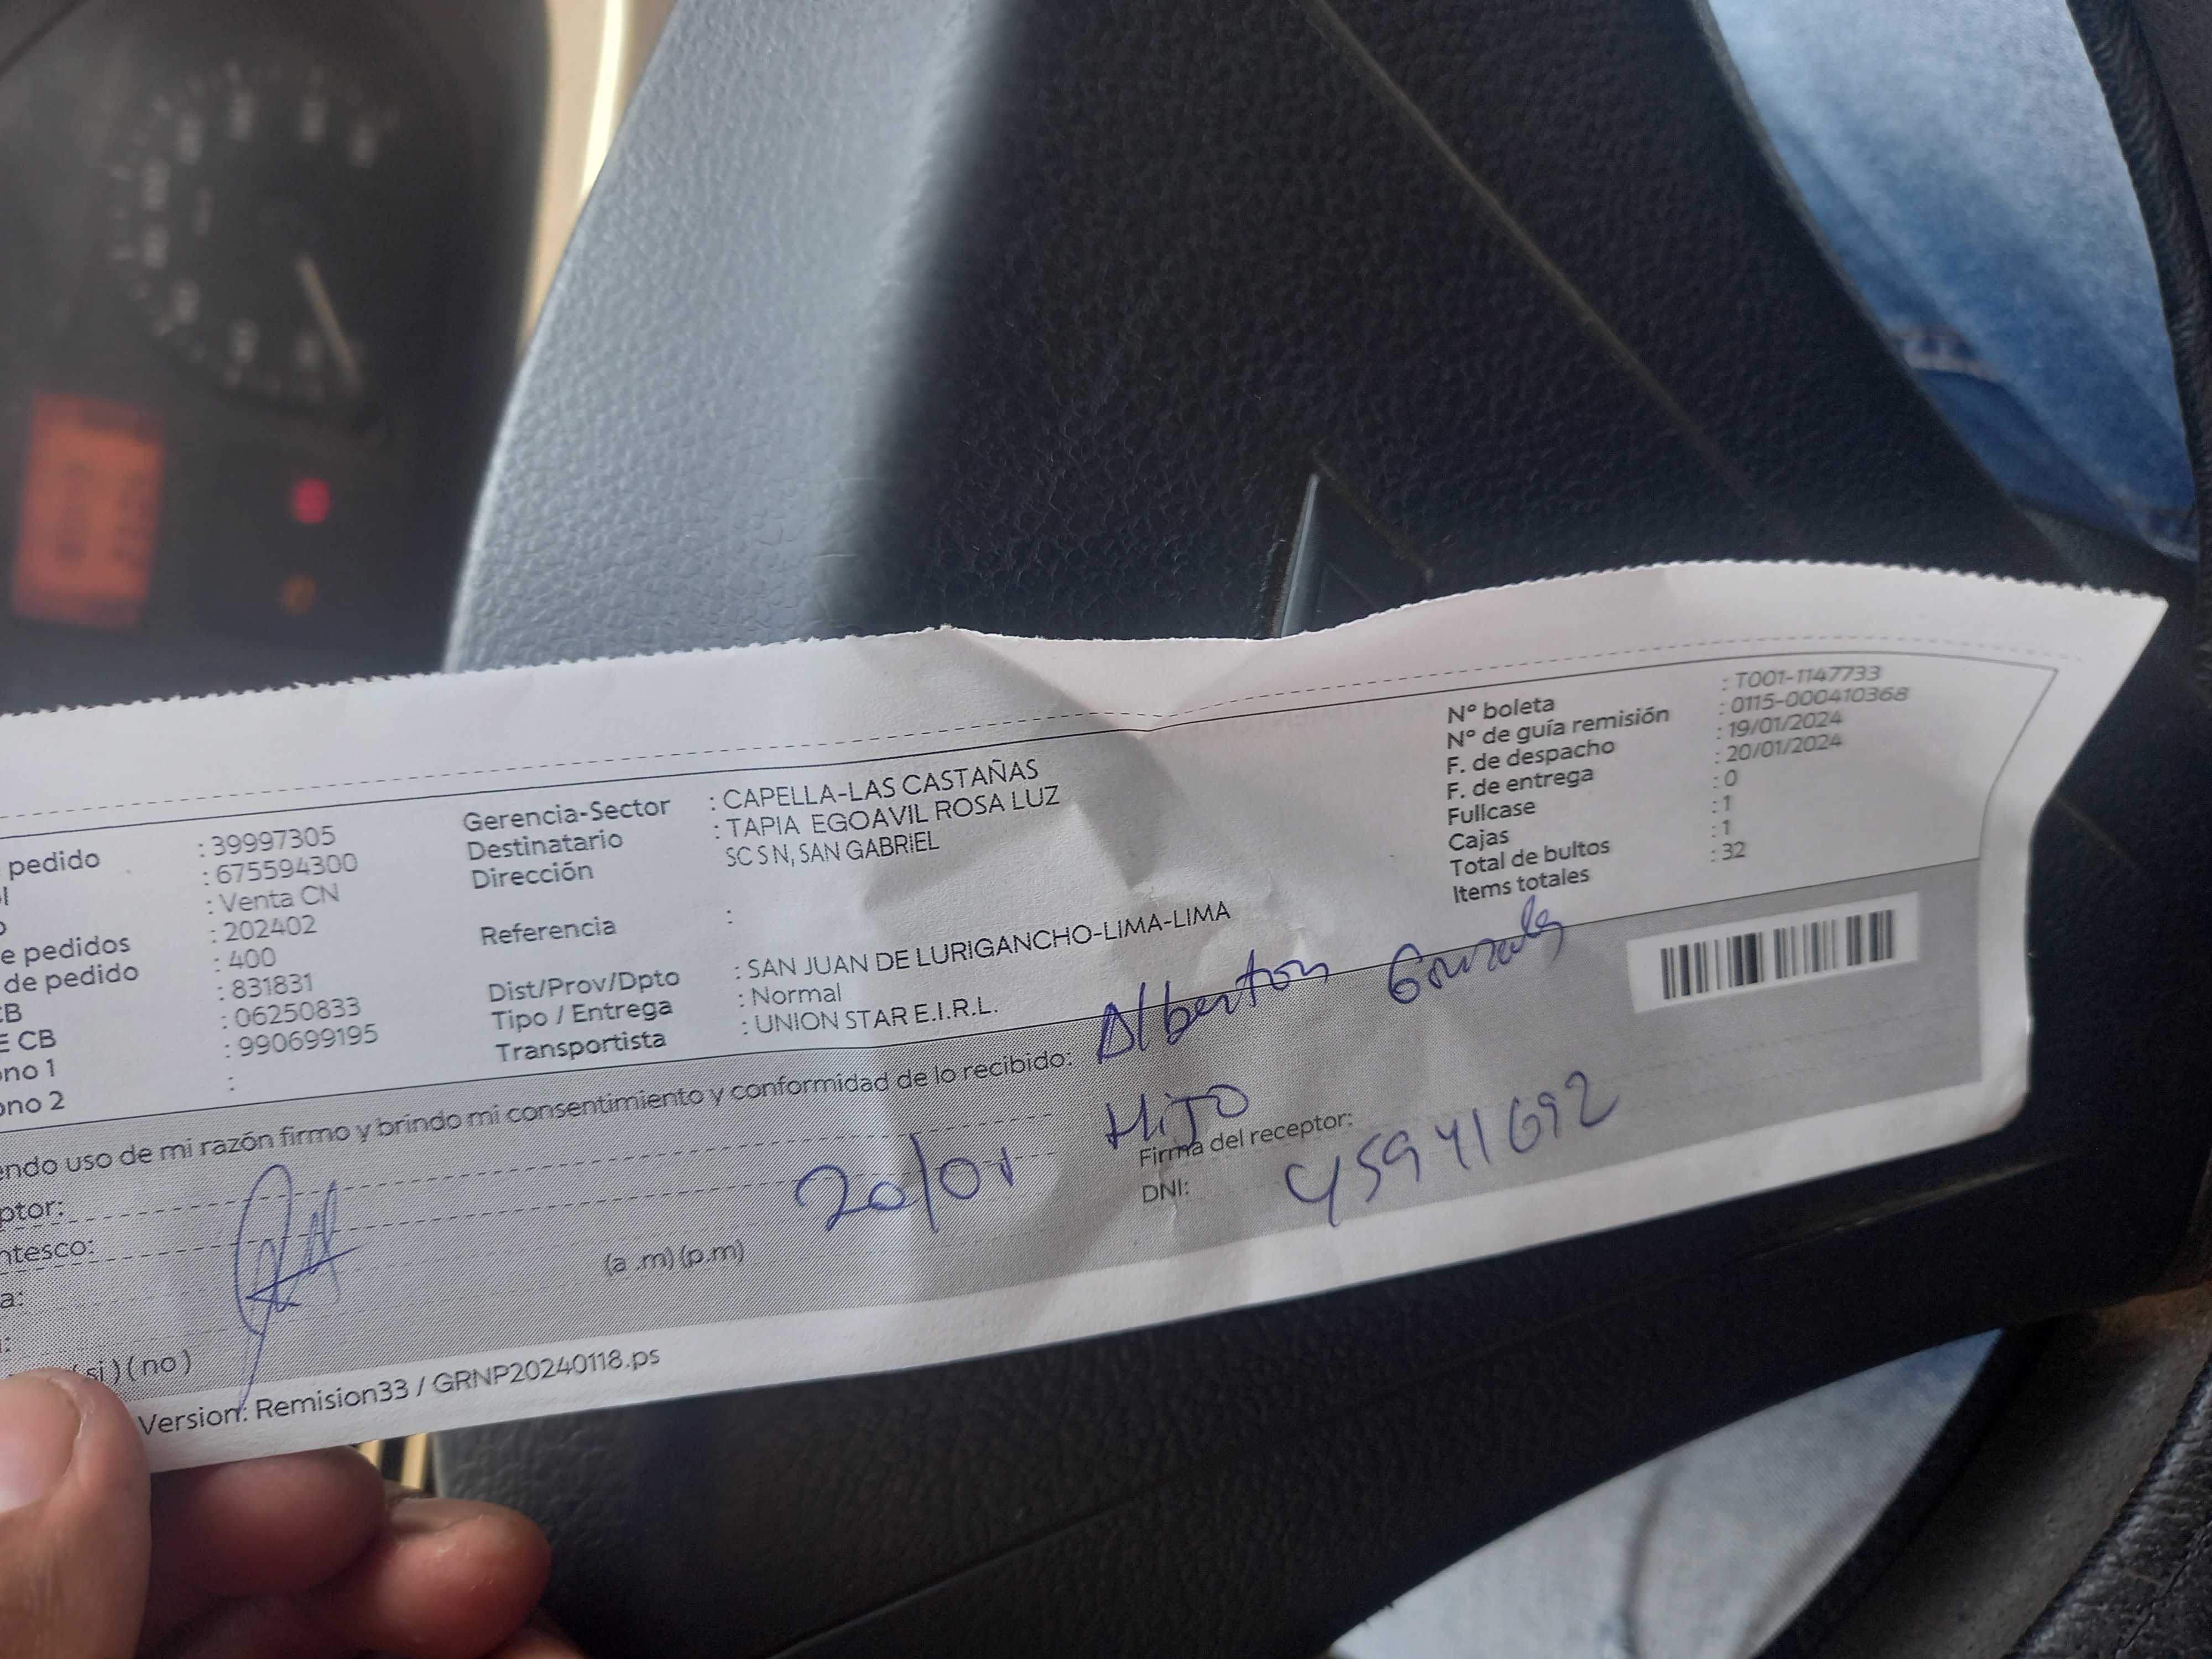 pedido : 39997305
: 675594300
: Venta CN
e pedidos : 202402
de pedido : 400
CB : 831831
E CB : 06250833
ono 1 : 990699195
ono 2 :
Gerencia-Sector : CAPELLA-LAS CASTAÑAS
Destinatario : TAPIA EGOAVIL ROSA LUZ
Dirección SC S N, SAN GABRIEL
Referencia :
Dist/Prov/Dpto : SAN JUAN DE LURIGANCHO-LIMA-LIMA
Tipo / Entrega : Normal
Transportista : UNION STAR E.I.R.L.
Nº boleta : T001-1147733
Nº de guía remisión : 0115-000410368
F. de despacho : 19/01/2024
F. de entrega : 20/01/2024
Fullcase : 0
Cajas : 1
Total de bultos : 1
Items totales : 32
endo uso de mi razón firmo y brindo mi consentimiento y conformidad de lo recibido:
ptor: Alberton Gonzales
ntesco: Hijo
a: 20/01 Firma del receptor:
: (a .m) (p.m) DNI: 45941692
(si) (no)
Version: Remision33 / GRNP20240118.ps